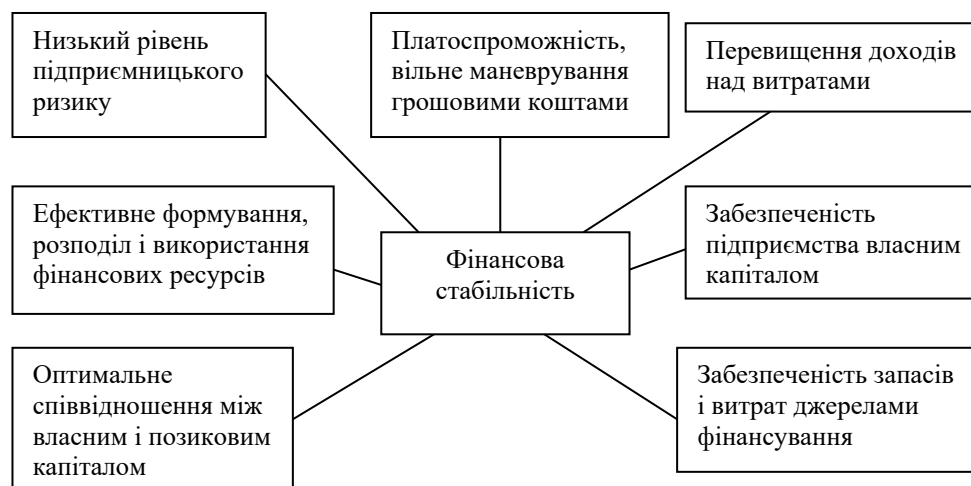 Низький рівень
підприємницького
ризику
Платоспроможність,
вільне маневрування
грошовими коштами
Перевищення доходів
над витратами
Ефективне формування,
розподіл і використання
фінансових ресурсів
Фінансова
стабільність
Забезпеченість
підприємства власним
капіталом
Оптимальне
співвідношення між
власним і позиковим
капіталом
Забезпеченість запасів
і витрат джерелами
фінансування